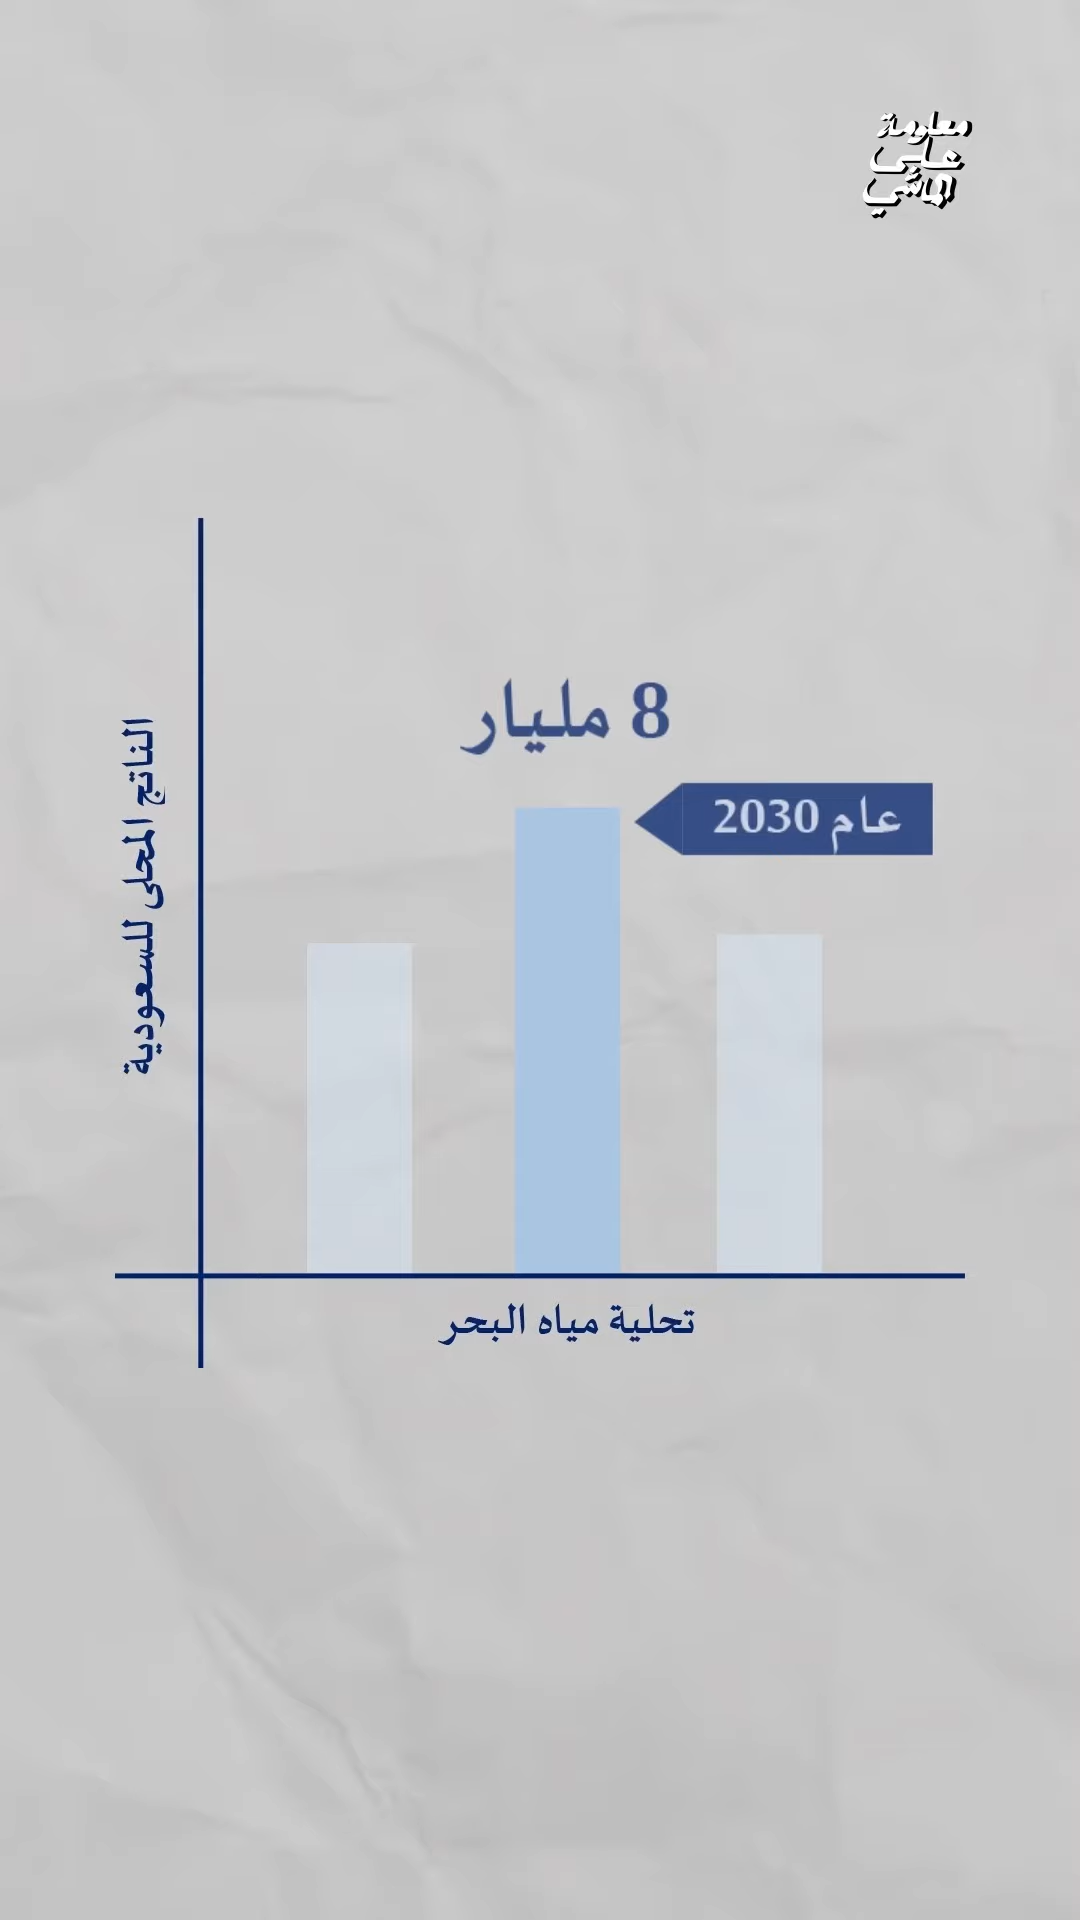 معلومة
على
الماشي
8 مليار
عام 2030
الناتج المحلى للسعودية
تحلية مياه البحر